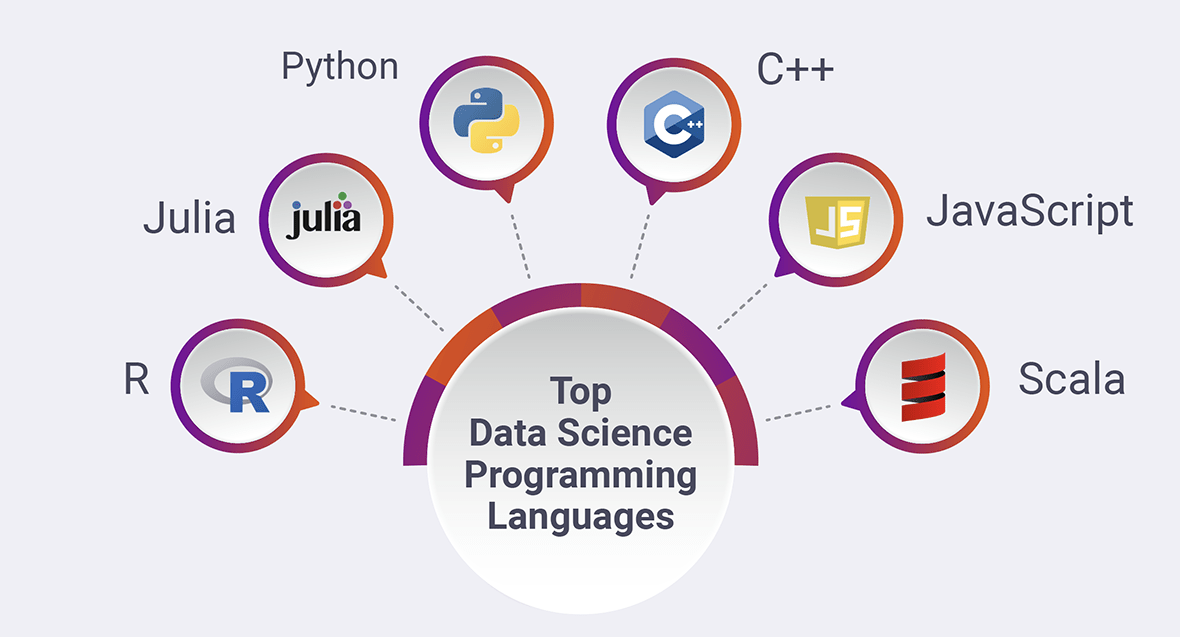 Python
C++
Julia
julia
JavaScript
JS
R
R
Scala
C++
Top
Data Science
Programming
Languages